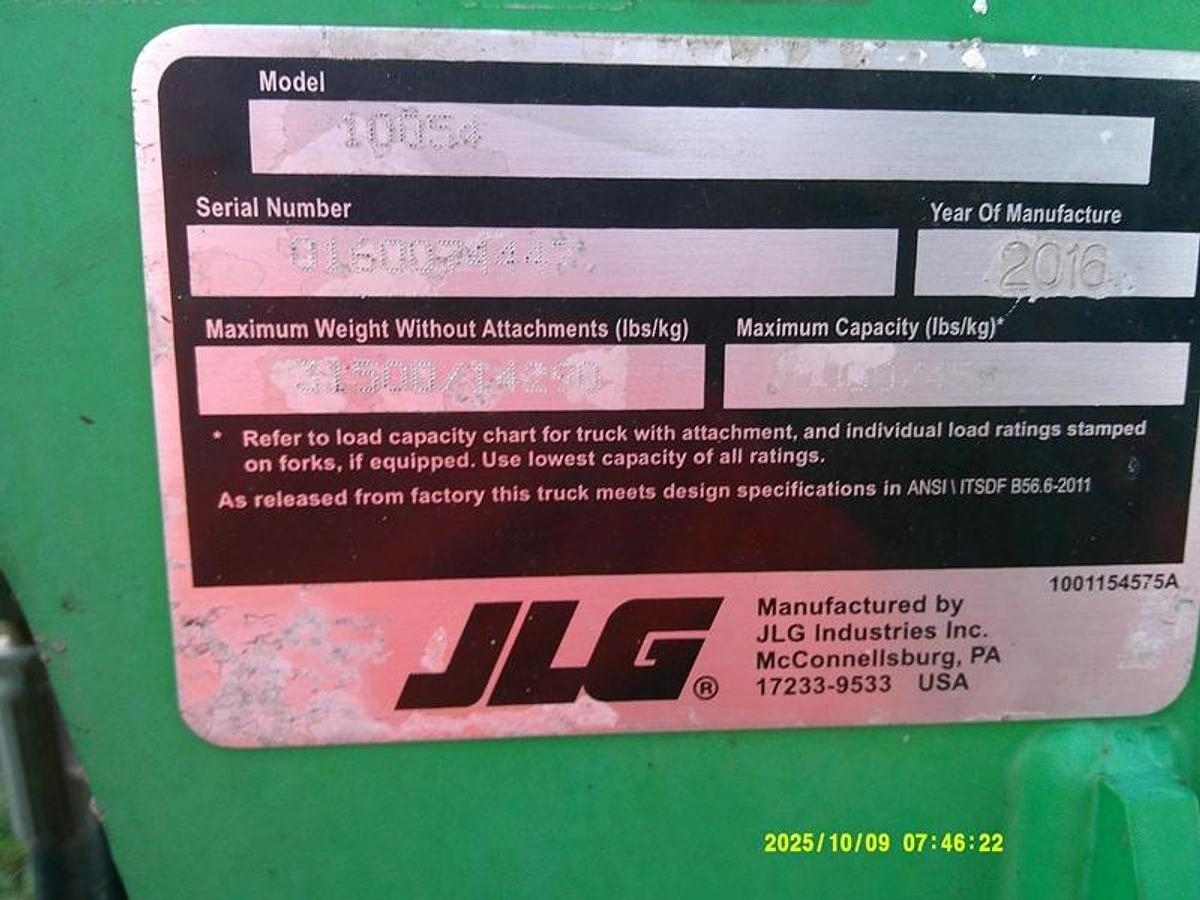 Model
10054
Serial Number
Year Of Manufacture
2016
Maximum Weight Without Attachments (lbs/kg)
Maximum Capacity (lbs/kg)*
31500/14290
* Refer to load capacity chart for truck with attachment, and individual load ratings stamped
on forks, if equipped. Use lowest capacity of all ratings.
As released from factory this truck meets design specifications in ANSI \ ITSDF B56.6-2011
1001154575A
JLG®
Manufactured by
JLG Industries Inc.
McConnellsburg, PA
17233-9533 USA
2025/10/09 07:46:22